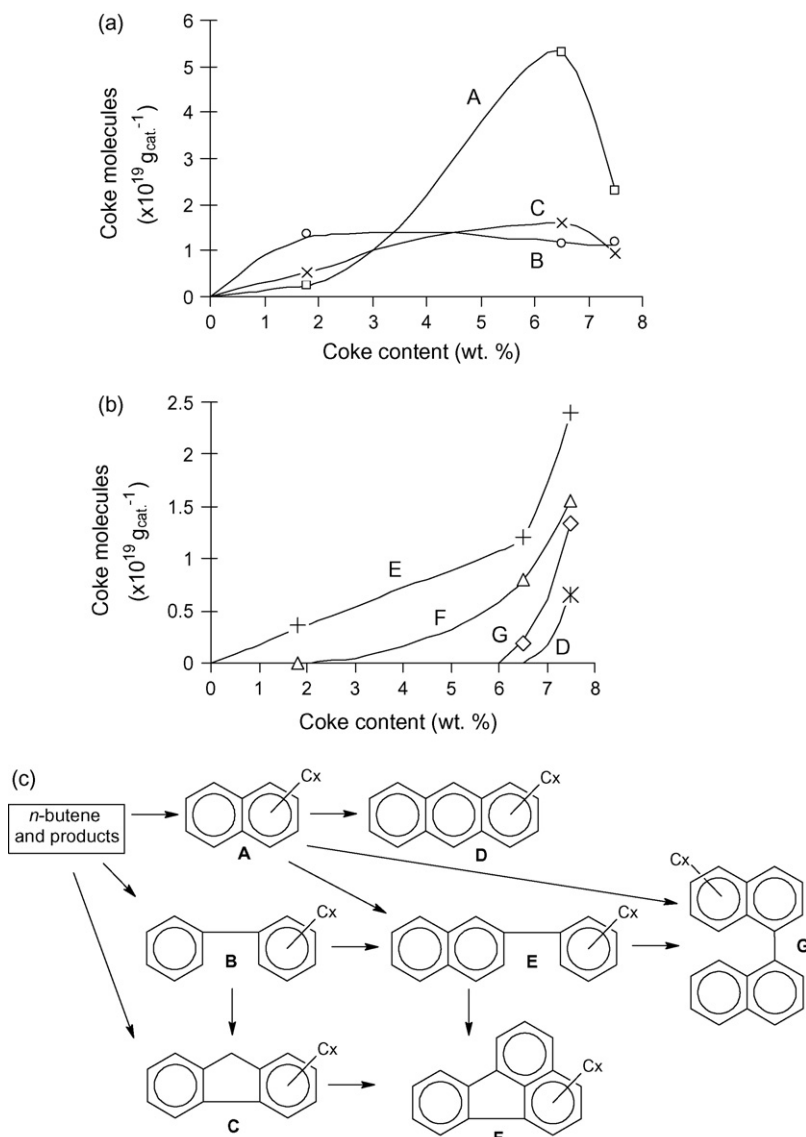 (a)
6
5
4
3
2
1
0
Coke molecules
(x10^19 g_cat.^-1)
A
C
B
0 1 2 3 4 5 6 7 8
Coke content (wt. %)
(b)
2.5
2
1.5
1
0.5
0
Coke molecules
(x10^19 g_cat.^-1)
E
F
G
D
0 1 2 3 4 5 6 7 8
Coke content (wt. %)
(c)
n-butene
and products
Cx
A
Cx
D
Cx
B
Cx
E
Cx
G
Cx
C
Cx
F